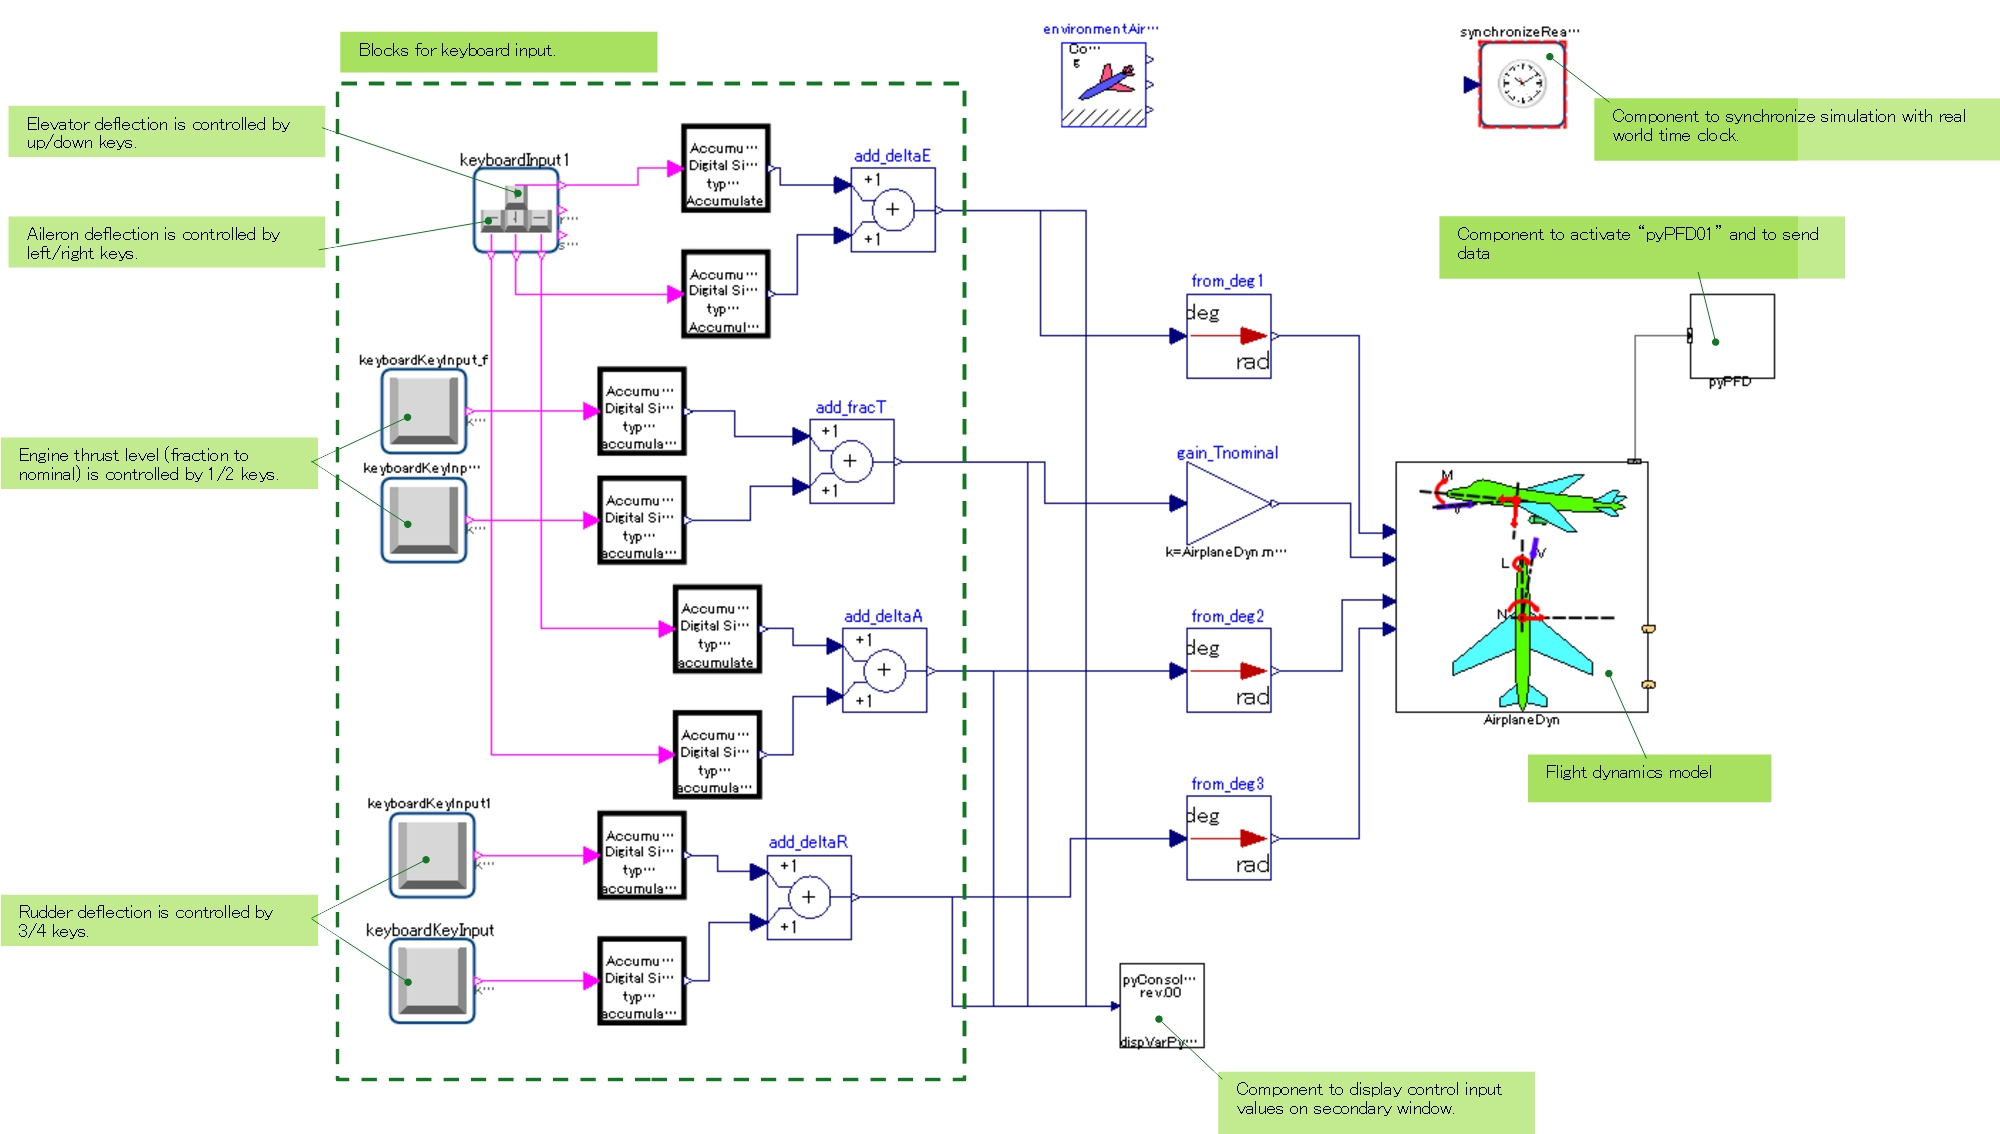 Blocks for keyboard input.
environmentAir…
Co…
synchronizeRea…
Component to synchronize simulation with real
world time clock.
Elevator deflection is controlled by
up/down keys.
keyboardInput1
Accumu…
Digital Si…
typ…
Accumulate
add_deltaE
+1
+
+1
Aileron deflection is controlled by
left/right keys.
r…
s…
Component to activate “pyPFD01” and to send
data
Accumu…
Digital Si…
typ…
Accumul…
from_deg1
deg
rad
pyPFD
keyboardKeyInput_f
k…
Accumu…
Digital Si…
typ…
accumula…
add_fracT
+1
+
+1
Engine thrust level (fraction to
nominal) is controlled by 1/2 keys.
keyboardKeyInp…
k…
Accumu…
Digital Si…
typ…
accumula…
gain_Tnominal
k=AirplaneDyn.m…
M
V
L
V
N
AirplaneDyn
Accumu…
Digital Si…
typ…
accumulate
add_deltaA
+1
+
+1
from_deg2
deg
rad
Accumu…
Digital Si…
typ…
accumula…
Flight dynamics model
keyboardKeyInput1
k…
Accumu…
Digital Si…
typ…
accumula…
add_deltaR
+1
+
+1
from_deg3
deg
rad
Rudder deflection is controlled by
3/4 keys.
keyboardKeyInput
k…
Accumu…
Digital Si…
typ…
accumula…
pyConsol…
rev.00
dispVarPy…
Component to display control input
values on secondary window.